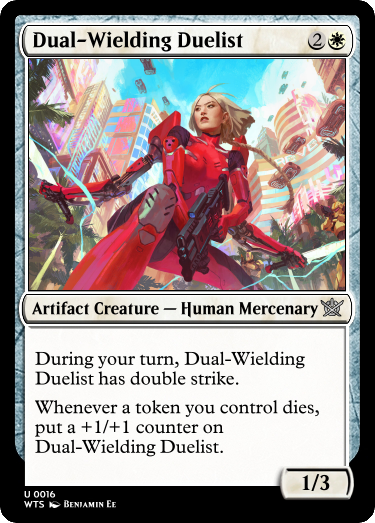 Dual-Wielding Duelist 2
Artifact Creature — Human Mercenary
During your turn, Dual-Wielding
Duelist has double strike.
Whenever a token you control dies,
put a +1/+1 counter on
Dual-Wielding Duelist.
1/3
U 0016
WTS Benjamin Ee